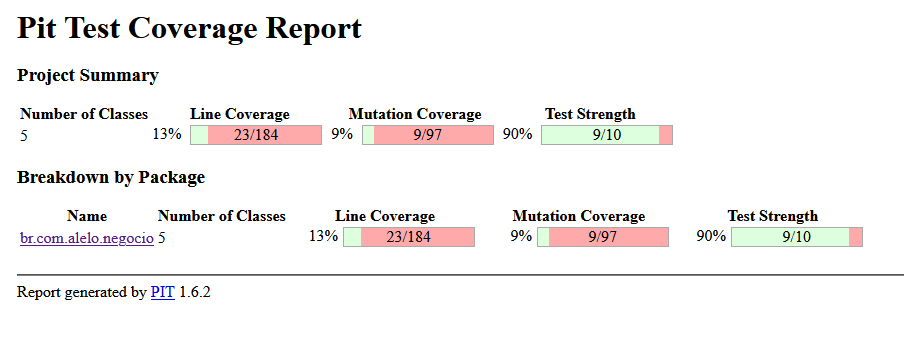 Pit Test Coverage Report
Project Summary
Number of Classes Line Coverage Mutation Coverage Test Strength
5 13% 23/184 9% 9/97 90% 9/10
Breakdown by Package
Name Number of Classes Line Coverage Mutation Coverage Test Strength
br.com.alelo.negocio 5 13% 23/184 9% 9/97 90% 9/10
Report generated by PIT 1.6.2